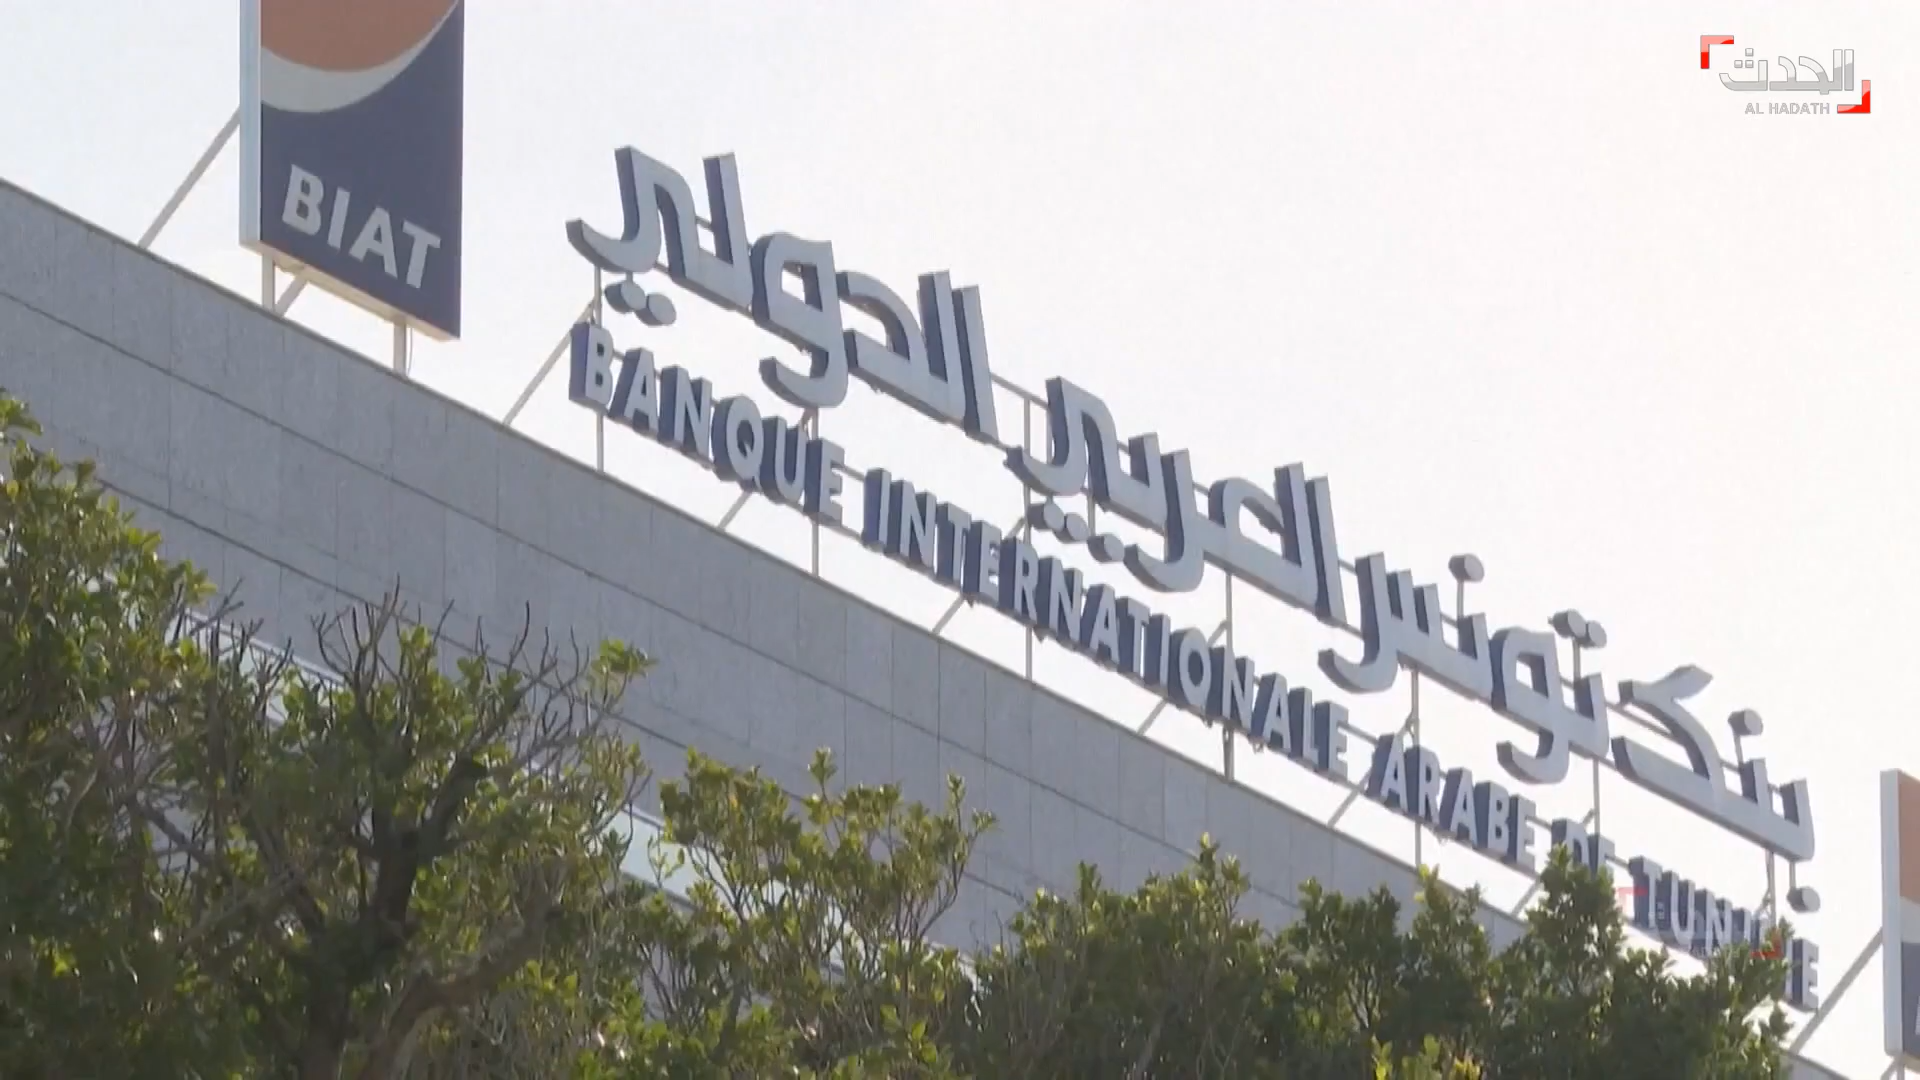 الحدث
AL HADATH
BIAT
بنك تونس العربي الدولي
BANQUE INTERNATIONALE ARABE DE TUNISIE